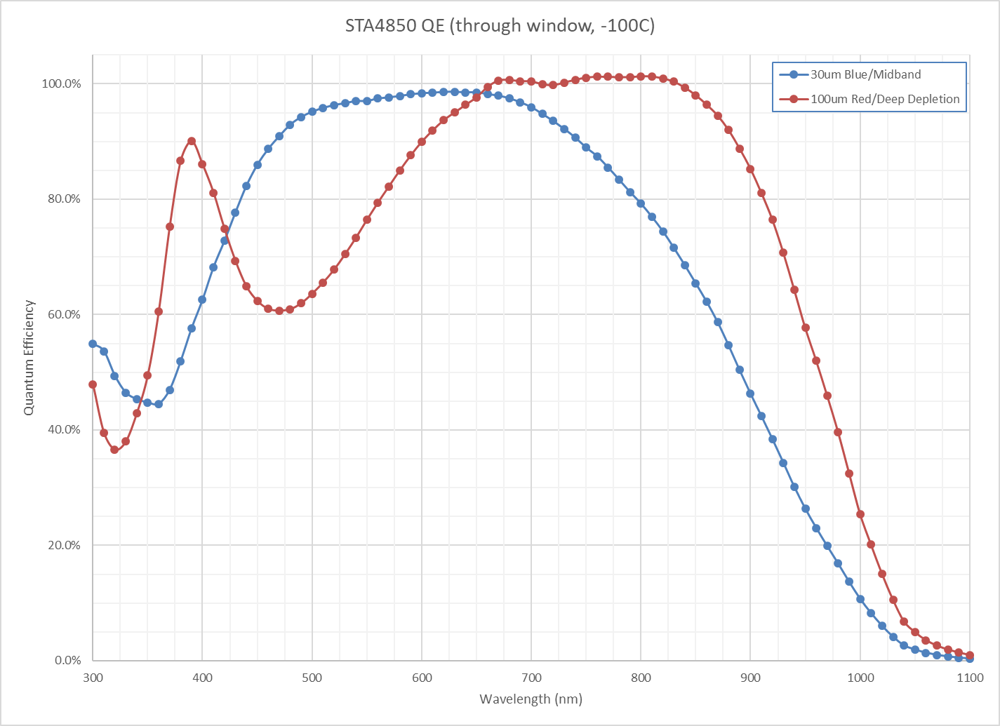 STA4850 QE (through window, -100C)
30um Blue/Midband
100um Red/Deep Depletion
100.0%
80.0%
60.0%
40.0%
20.0%
0.0%
Quantum Efficiency
300 400 500 600 700 800 900 1000 1100
Wavelength (nm)